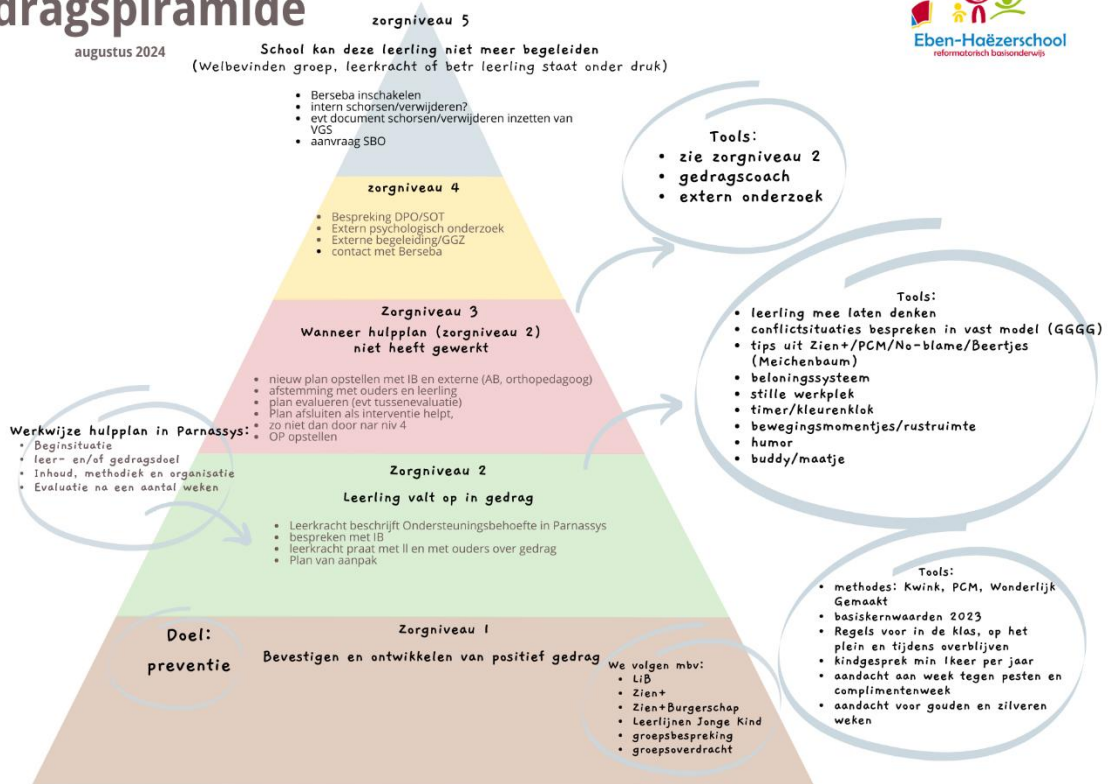 dragspiramide
augustus 2024
Eben-Haëzerschool
reformatorisch basisonderwijs
zorgniveau 5
School kan deze leerling niet meer begeleiden
(Welbevinden groep, leerkracht of betr leerling staat onder druk)
• Berseba inschakelen
• intern schorsen/verwijderen?
• evt document schorsen/verwijderen inzetten van
VGS
• aanvraag SBO
Tools:
• zie zorgniveau 2
• gedragscoach
• extern onderzoek
zorgniveau 4
• Bespreking DPO/SOT
• Extern psychologisch onderzoek
• Externe begeleiding/GGZ
• contact met Berseba
Zorgniveau 3
Wanneer hulpplan (zorgniveau 2)
niet heeft gewerkt
• nieuw plan opstellen met IB en externe (AB, orthopedagoog)
• afstemming met ouders en leerling
• plan evalueren (evt tussenevaluatie)
• Plan afsluiten als interventie helpt,
• zo niet dan door nar niv 4
• OP opstellen
Tools:
• leerling mee laten denken
• conflictsituaties bespreken in vast model (GGGG)
• tips uit Zien+/PCM/No-blame/Beertjes
(Meichenbaum)
• beloningssysteem
• stille werkplek
• timer/kleurenklok
• bewegingsmomentjes/rustruimte
• humor
• buddy/maatje
Werkwijze hulpplan in Parnassys:
• Beginsituatie
• leer- en/of gedragsdoel
• Inhoud, methodiek en organisatie
• Evaluatie na een aantal weken
Zorgniveau 2
Leerling valt op in gedrag
• Leerkracht beschrijft Ondersteuningsbehoefte in Parnassys
• bespreken met IB
• leerkracht praat met ll en met ouders over gedrag
• Plan van aanpak
Doel:
preventie
Zorgniveau 1
Bevestigen en ontwikkelen van positief gedrag
We volgen mbv:
• LiB
• Zien+
• Zien+Burgerschap
• Leerlijnen Jonge Kind
• groepsbespreking
• groepsoverdracht
Tools:
• methodes: Kwink, PCM, Wonderlijk
Gemaakt
• basiskernwaarden 2023
• Regels voor in de klas, op het
plein en tijdens overblijven
• kindgesprek min 1keer per jaar
• aandacht aan week tegen pesten en
complimentenweek
• aandacht voor gouden en zilveren
weken